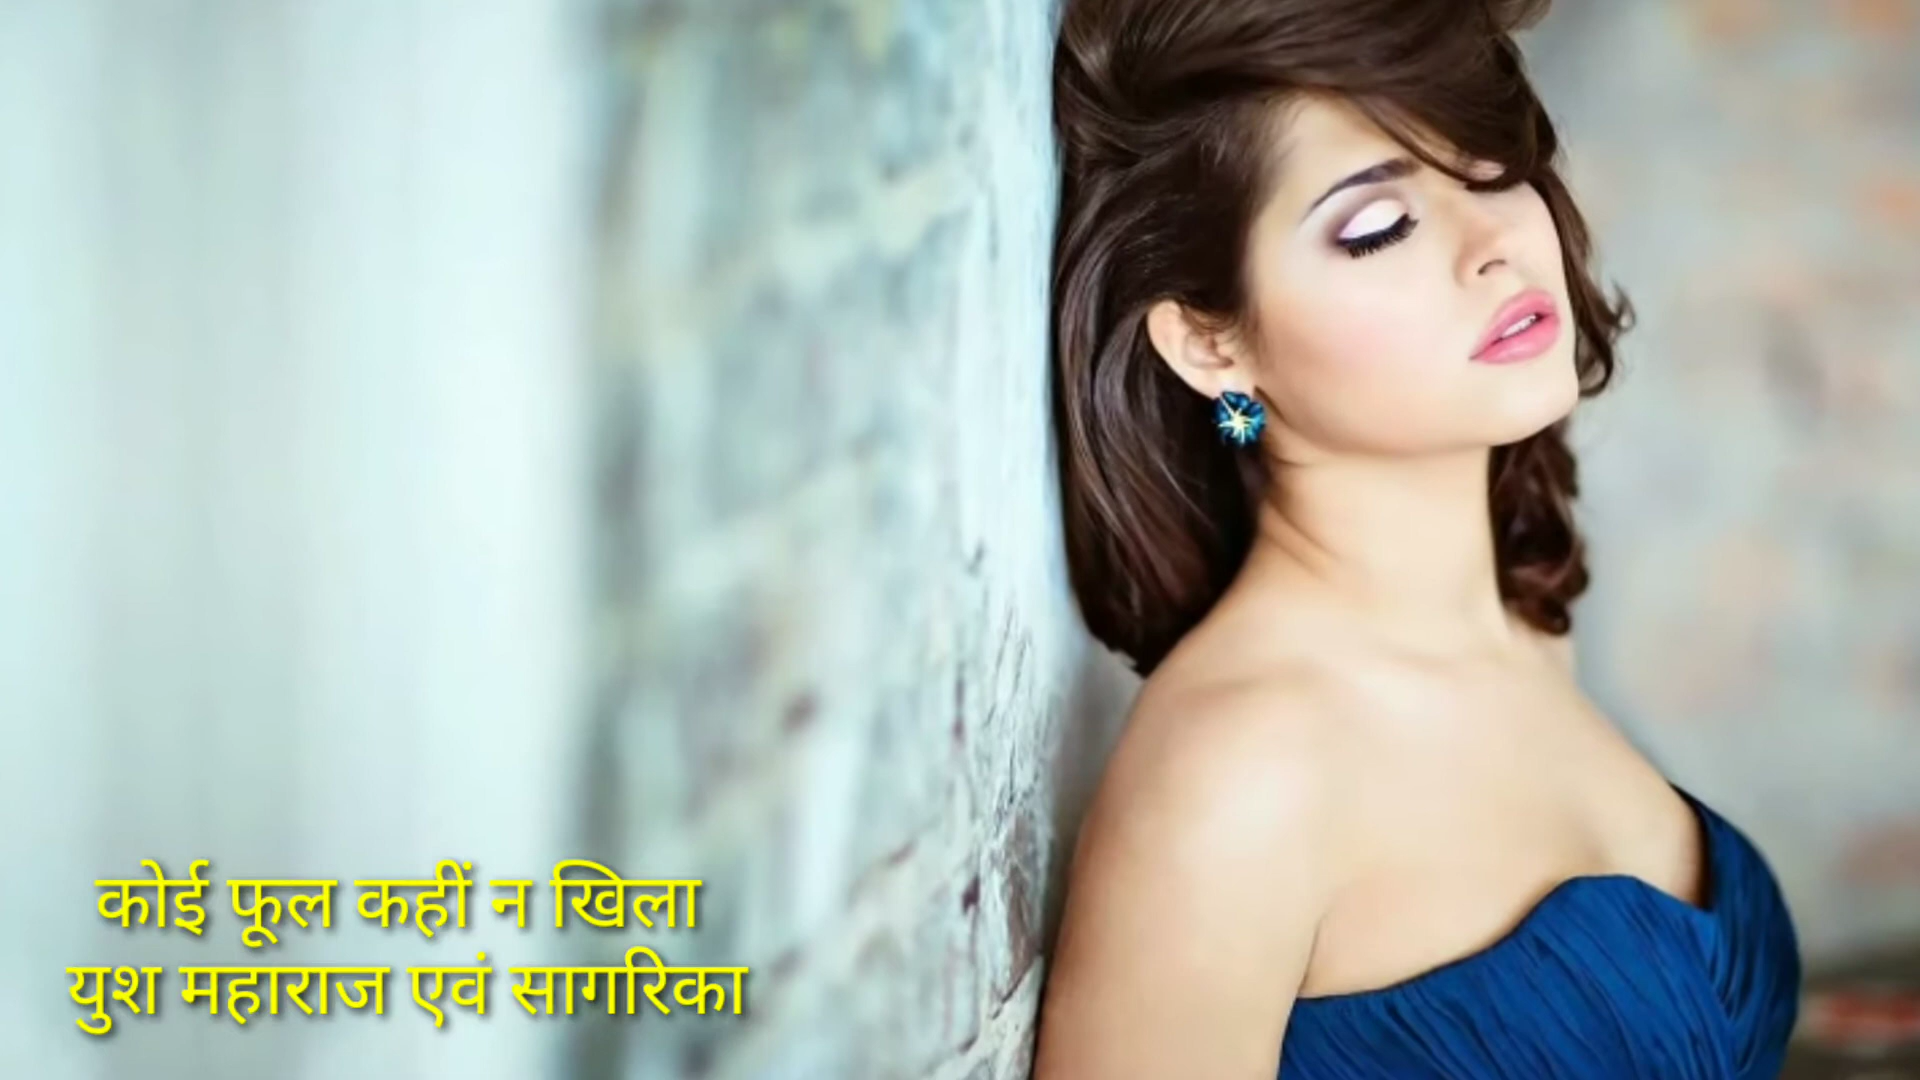 कोई फूल कहीं न खिला
युश महाराज एवं सागरिका